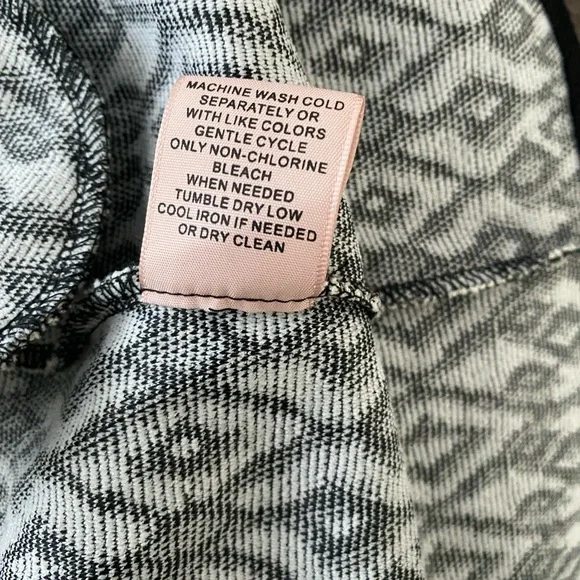 MACHINE WASH COLD
SEPARATELY OR
WITH LIKE COLORS
GENTLE CYCLE
ONLY NON-CHLORINE
BLEACH
WHEN NEEDED
TUMBLE DRY LOW
COOL IRON IF NEEDED
OR DRY CLEAN